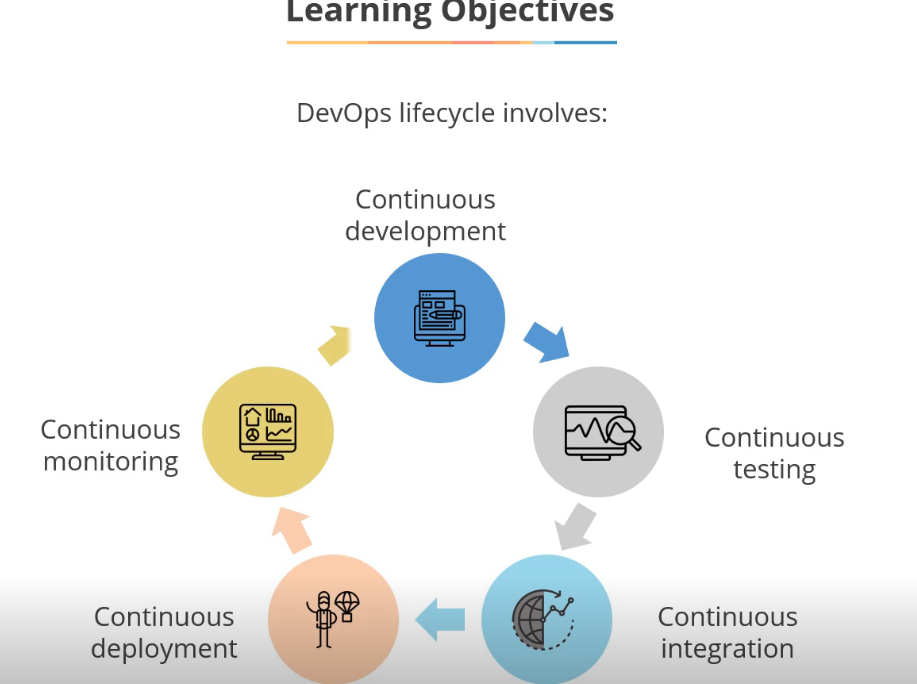 Learning Objectives
DevOps lifecycle involves:
Continuous
development
Continuous
testing
Continuous
integration
Continuous
deployment
Continuous
monitoring